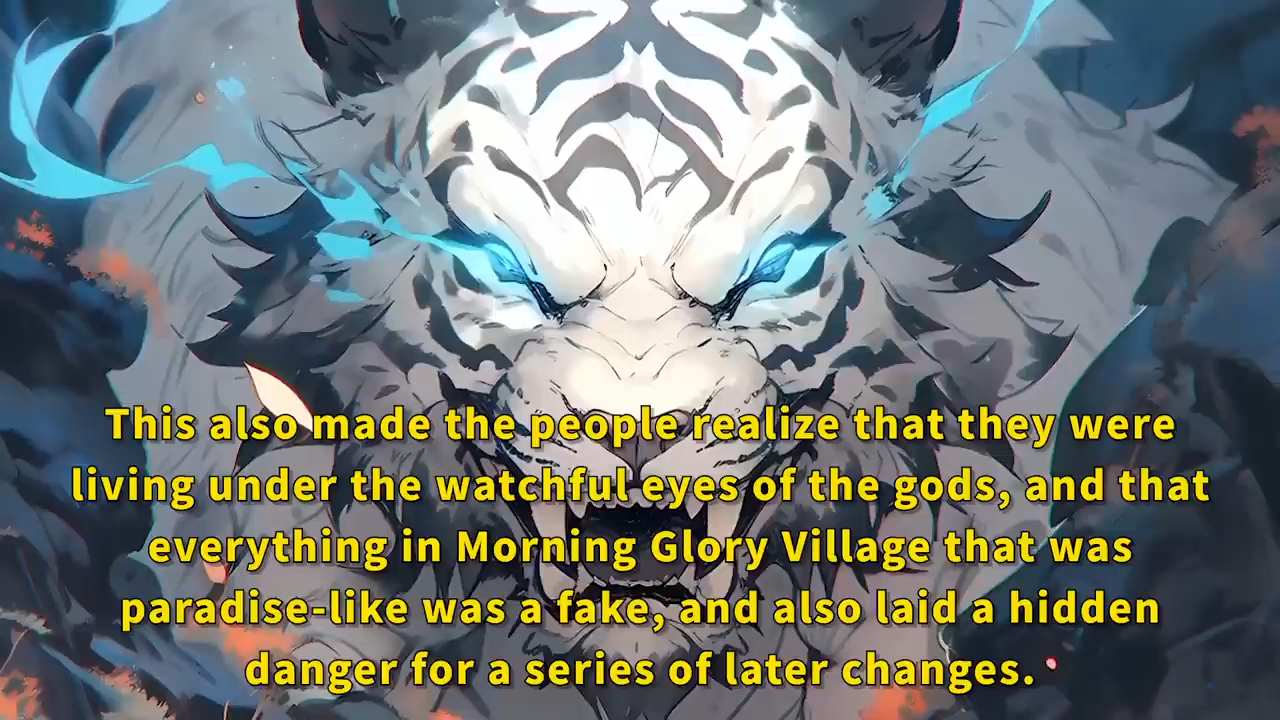 This also made the people realize that they were
living under the watchful eyes of the gods, and that
everything in Morning Glory Village that was
paradise-like was a fake, and also laid a hidden
danger for a series of later changes.